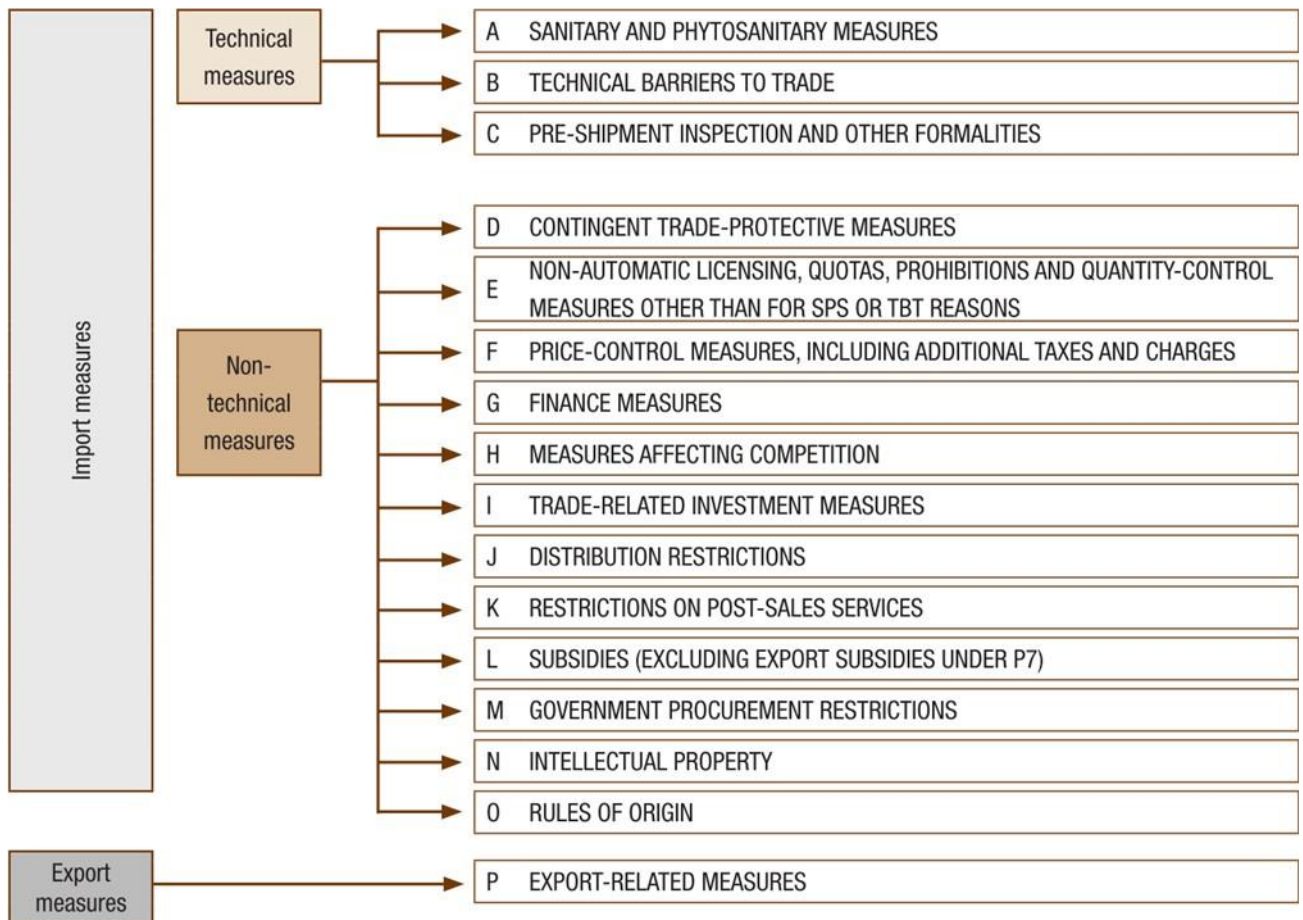 Import measures
Technical
measures
A SANITARY AND PHYTOSANITARY MEASURES
B TECHNICAL BARRIERS TO TRADE
C PRE-SHIPMENT INSPECTION AND OTHER FORMALITIES
Non-
technical
measures
D CONTINGENT TRADE-PROTECTIVE MEASURES
E NON-AUTOMATIC LICENSING, QUOTAS, PROHIBITIONS AND QUANTITY-CONTROL
MEASURES OTHER THAN FOR SPS OR TBT REASONS
F PRICE-CONTROL MEASURES, INCLUDING ADDITIONAL TAXES AND CHARGES
G FINANCE MEASURES
H MEASURES AFFECTING COMPETITION
I TRADE-RELATED INVESTMENT MEASURES
J DISTRIBUTION RESTRICTIONS
K RESTRICTIONS ON POST-SALES SERVICES
L SUBSIDIES (EXCLUDING EXPORT SUBSIDIES UNDER P7)
M GOVERNMENT PROCUREMENT RESTRICTIONS
N INTELLECTUAL PROPERTY
O RULES OF ORIGIN
Export
measures
P EXPORT-RELATED MEASURES